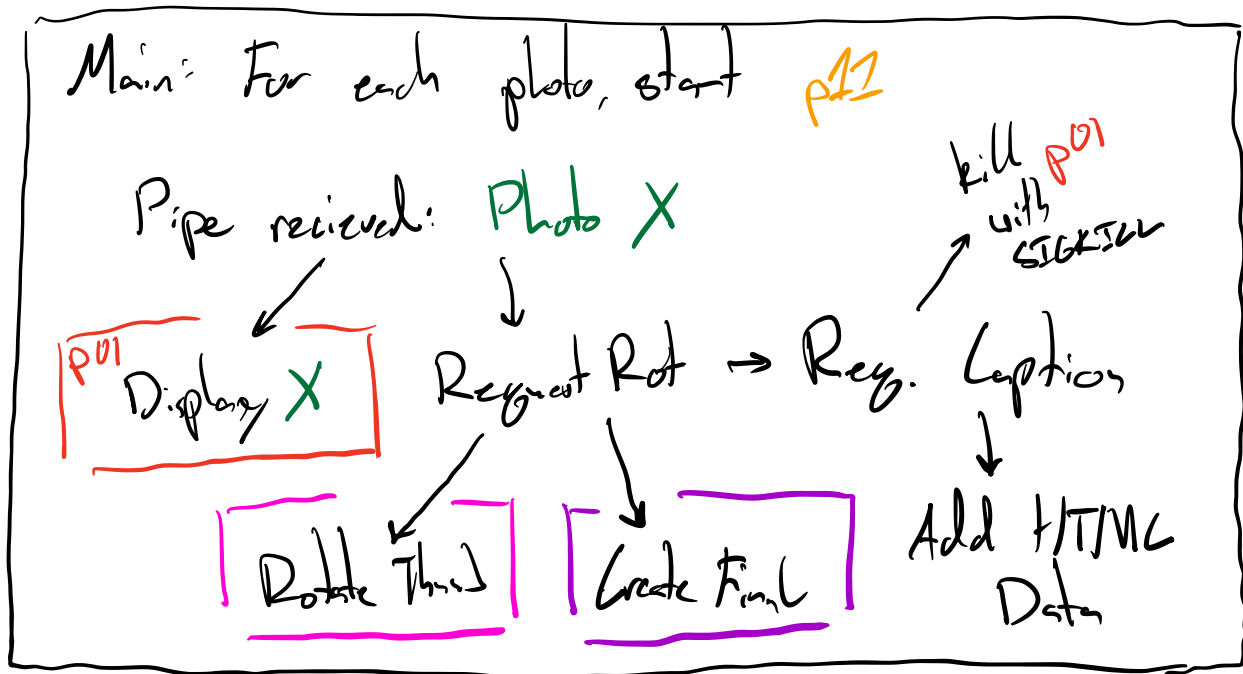 Main: For each photo, start p11
Pipe recieved: Photo X
kill p01
with
SIGKILL
p01
Display X
Request Rot → Req. Caption
Rotate Thumb
Create Final
Add HTML
Data